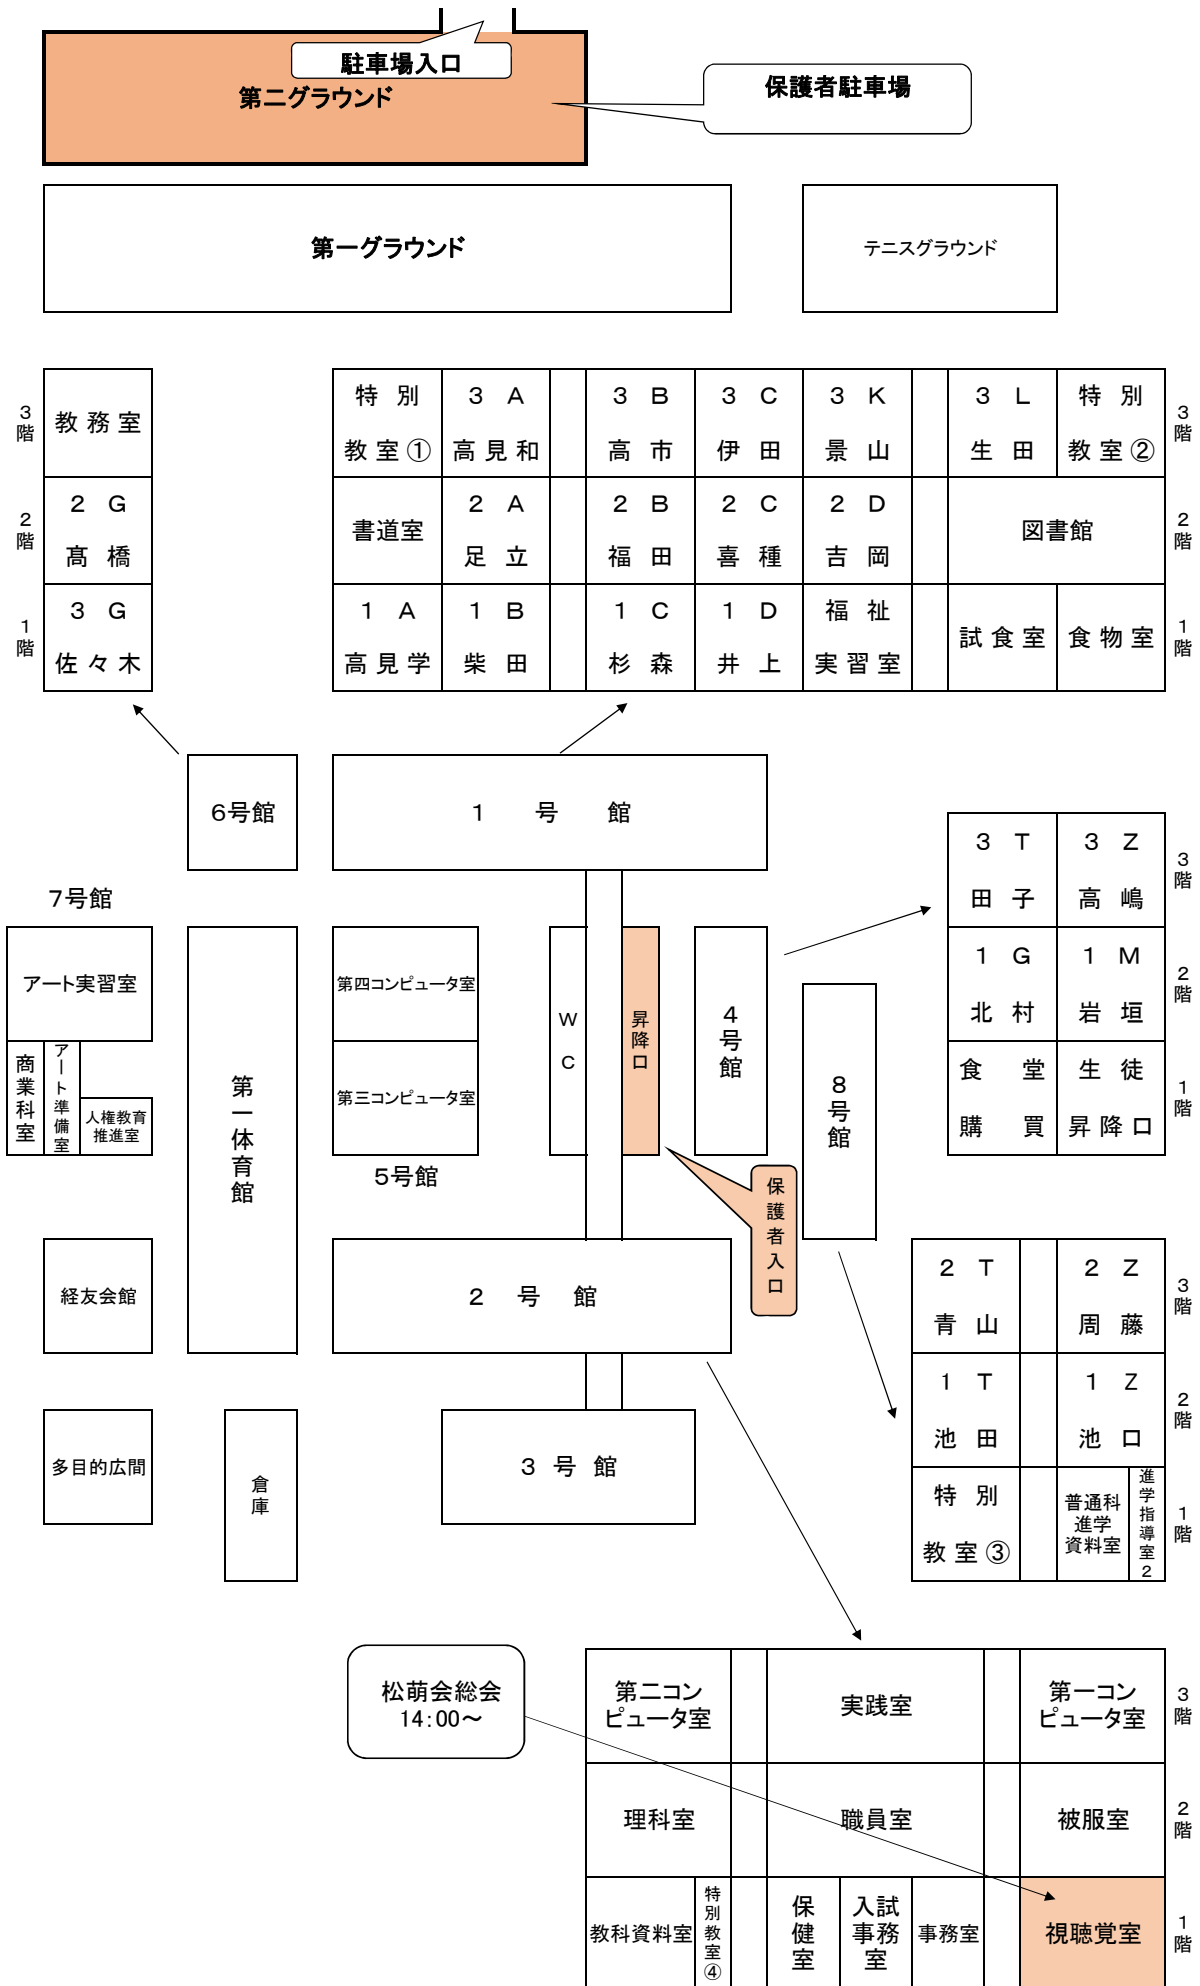 駐車場入口
第二グラウンド
保護者駐車場
第一グラウンド
テニスグラウンド
3階
教務室
特別教室①
3 A 高見和
3 B 高市
3 C 伊田
3 K 景山
3 L 生田
特別教室②
3階
2階
2 G 髙橋
書道室
2 A 足立
2 B 福田
2 C 喜種
2 D 吉岡
図書館
2階
1階
3 G 佐々木
1 A 高見学
1 B 柴田
1 C 杉森
1 D 井上
福祉実習室
試食室
食物室
1階
6号館
1号館
7号館
アート実習室
商業科室
アート準備室
人権教育推進室
第一体育館
第四コンピュータ室
第三コンピュータ室
5号館
WC
昇降口
4号館
8号館
保護者入口
3 T 田子
3 Z 高嶋
3階
1 G 北村
1 M 岩垣
2階
食堂購買
生徒昇降口
1階
経友会館
2号館
多目的広間
倉庫
3号館
2 T 青山
2 Z 周藤
3階
1 T 池田
1 Z 池口
2階
特別教室③
普通科進学資料室
進学指導室2
1階
松萌会総会
14:00～
第二コンピュータ室
実践室
第一コンピュータ室
3階
理科室
職員室
被服室
2階
教科資料室
特別教室④
保健室
入試事務室
事務室
視聴覚室
1階